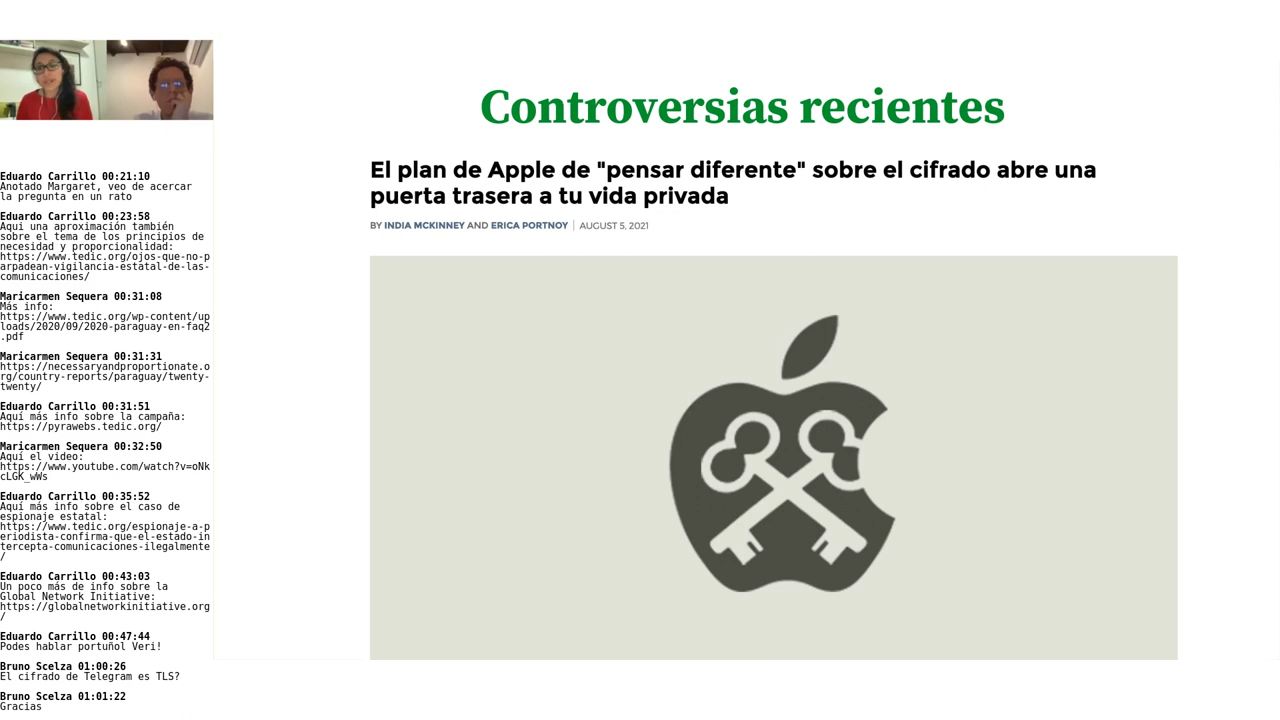 Controversias recientes
El plan de Apple de "pensar diferente" sobre el cifrado abre una
puerta trasera a tu vida privada
BY INDIA MCKINNEY AND ERICA PORTNOY | AUGUST 5, 2021
Eduardo Carrillo 00:21:10
Anotado Margaret, veo de acercar
la pregunta en un rato
Eduardo Carrillo 00:23:58
Aqui una aproximación también
sobre el tema de los principios de
necesidad y proporcionalidad:
https://www.tedic.org/ojos-que-no-p
arpadean-vigilancia-estatal-de-las-
comunicaciones/
Maricarmen Sequera 00:31:08
Más info:
https://www.tedic.org/wp-content/up
loads/2020/09/2020-paraguay-en-faq2
.pdf
Maricarmen Sequera 00:31:31
https://necessaryandproportionate.o
rg/country-reports/paraguay/twenty-
twenty/
Eduardo Carrillo 00:31:51
Aquí más info sobre la campaña:
https://pyrawebs.tedic.org/
Maricarmen Sequera 00:32:50
Aquí el video:
https://www.youtube.com/watch?v=oNk
cLGK_wWs
Eduardo Carrillo 00:35:52
Aquí más info sobre el caso de
espionaje estatal:
https://www.tedic.org/espionaje-a-p
eriodista-confirma-que-el-estado-in
tercepta-comunicaciones-ilegalmente
/
Eduardo Carrillo 00:43:03
Un poco más de info sobre la
Global Network Initiative:
https://globalnetworkinitiative.org
/
Eduardo Carrillo 00:47:44
Podes hablar portuñol Veri!
Bruno Scelza 01:00:26
El cifrado de Telegram es TLS?
Bruno Scelza 01:01:22
Gracias